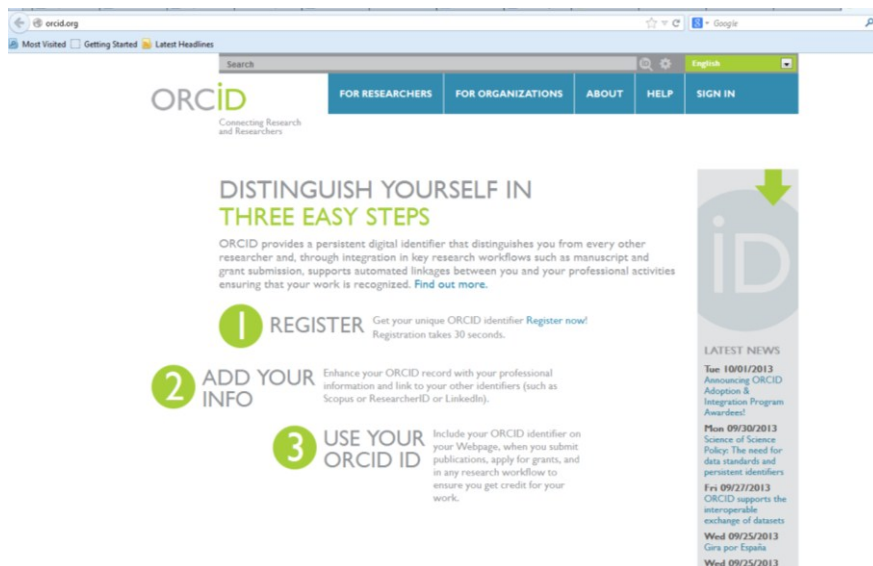 orcid.org
Google
Most Visited Getting Started Latest Headlines
Search
English
ORCiD
FOR RESEARCHERS FOR ORGANIZATIONS ABOUT HELP SIGN IN
Connecting Research
and Researchers
DISTINGUISH YOURSELF IN
THREE EASY STEPS
ORCID provides a persistent digital identifier that distinguishes you from every other
researcher and, through integration in key research workflows such as manuscript and
grant submission, supports automated linkages between you and your professional activities
ensuring that your work is recognized. Find out more.
1 REGISTER
Get your unique ORCID identifier Register now!
Registration takes 30 seconds.
2 ADD YOUR
INFO
Enhance your ORCID record with your professional
information and link to your other identifiers (such as
Scopus or ResearcherID or LinkedIn).
3 USE YOUR
ORCID ID
Include your ORCID identifier on
your Webpage, when you submit
publications, apply for grants, and
in any research workflow to
ensure you get credit for your
work.
iD
LATEST NEWS
Tue 10/01/2013
Announcing ORCID
Adoption &
Integration Program
Awardees!
Mon 09/30/2013
Science of Science
Policy: The need for
data standards and
persistent identifiers
Fri 09/27/2013
ORCID supports the
interoperable
exchange of datasets
Wed 09/25/2013
Gira por España
Wed 09/25/2013